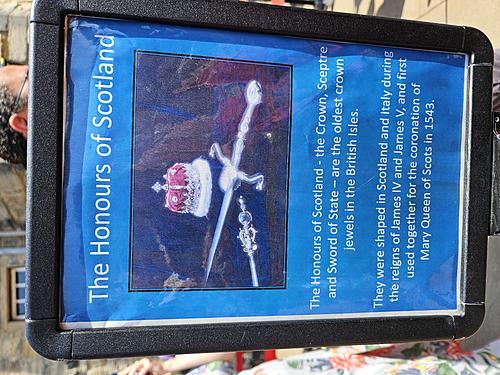 The Honours of Scotland
The Honours of Scotland - the Crown, Sceptre
and Sword of State – are the oldest crown
jewels in the British Isles.
They were shaped in Scotland and Italy during
the reigns of James IV and James V, and first
used together for the coronation of
Mary Queen of Scots in 1543.